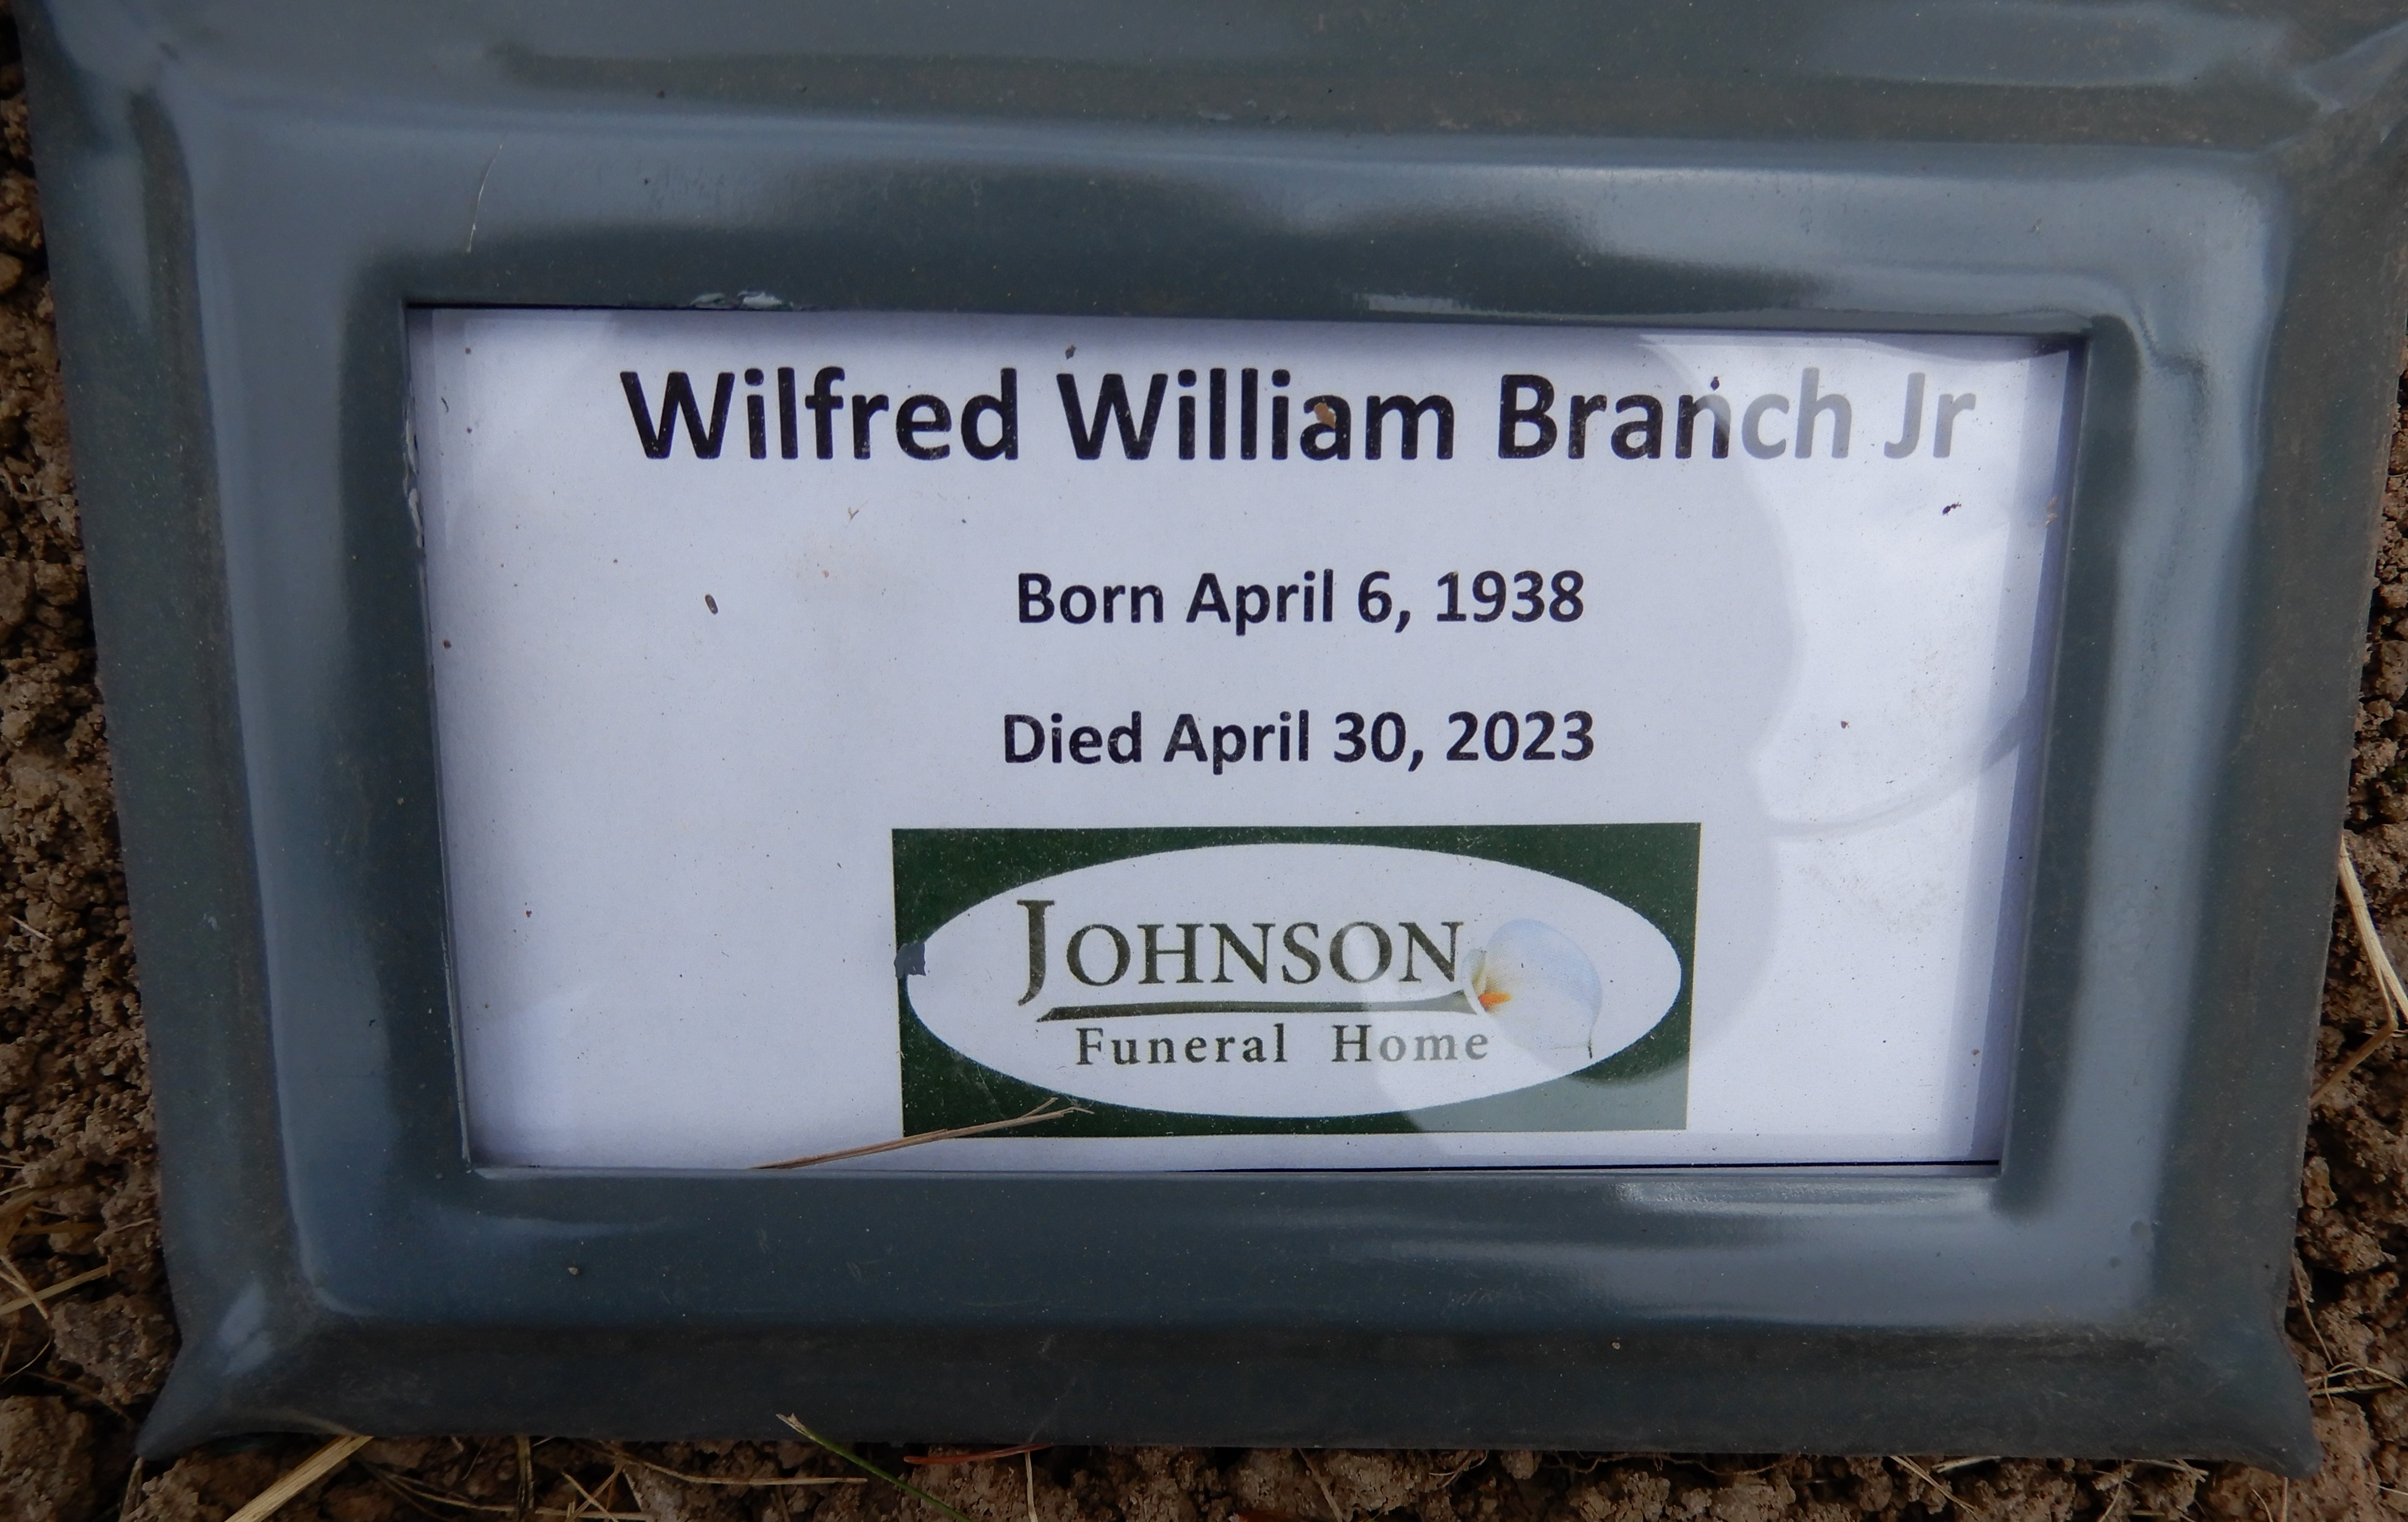 Wilfred William Branch Jr
Born April 6, 1938
Died April 30, 2023
JOHNSON
Funeral Home